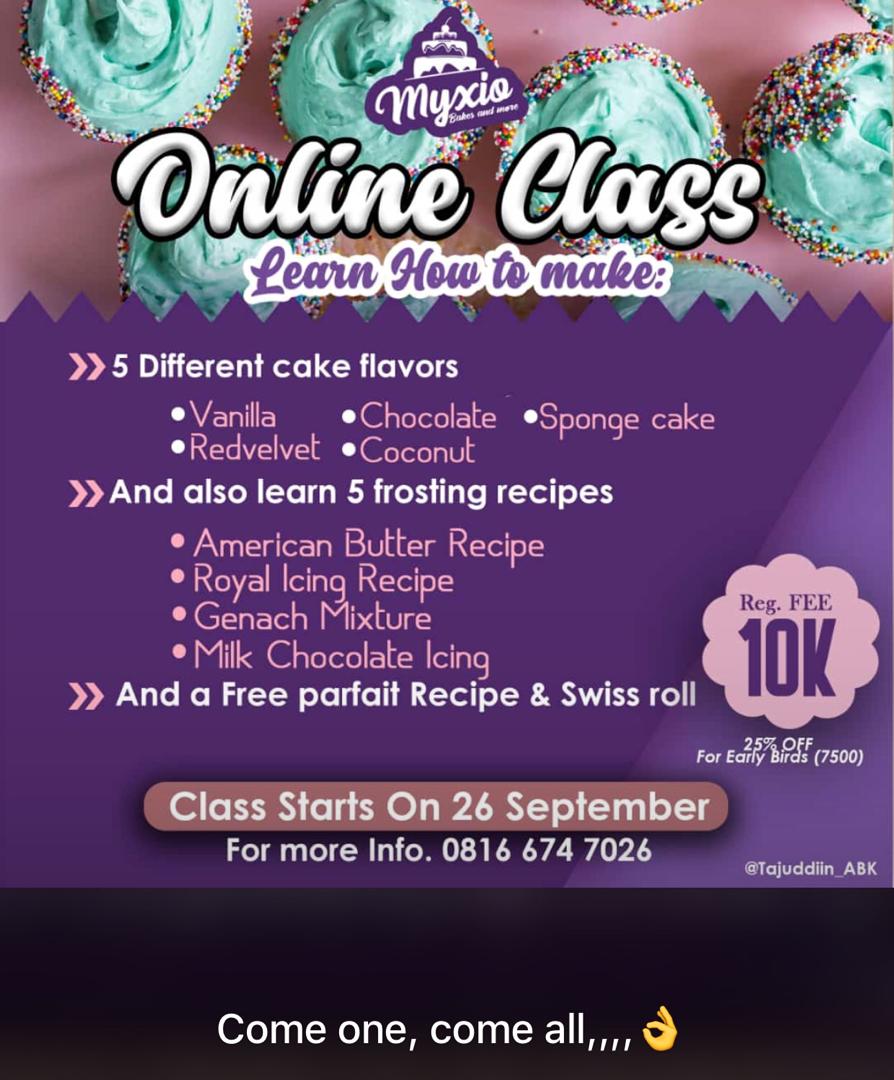 Myxio
Bakes and more
Online Class
Learn How to make:
5 Different cake flavors
•Vanilla •Chocolate •Sponge cake
•Redvelvet •Coconut
And also learn 5 frosting recipes
• American Butter Recipe
• Royal Icing Recipe
• Genach Mixture
• Milk Chocolate Icing
And a Free parfait Recipe & Swiss roll
Reg. FEE
10K
25% OFF
For Early Birds (7500)
Class Starts On 26 September
For more Info. 0816 674 7026
@Tajuddiin_ABK
Come one, come all,,,,👌